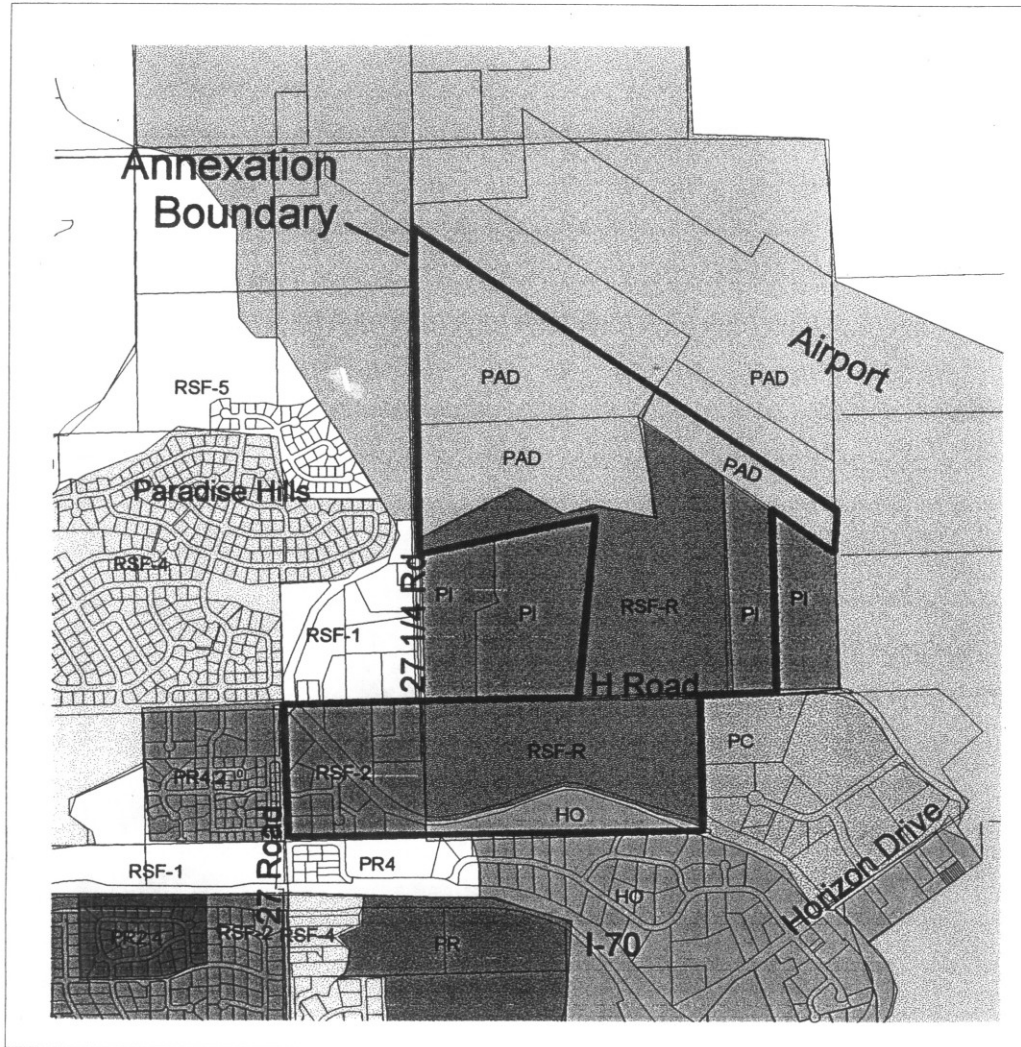 Annexation
Boundary
Airport
PAD
PAD
RSF-5
PAD
PAD
Paradise Hills
RSF-4
27 1/4 Rd
PI
PI
RSF-R
PI
PI
RSF-1
H Road
RSF-R
PC
RSF-2
HO
27 Road
PR4
RSF-1
HO
Horizon Drive
PR2.4
RSF-2
RSF-4
PR
I-70